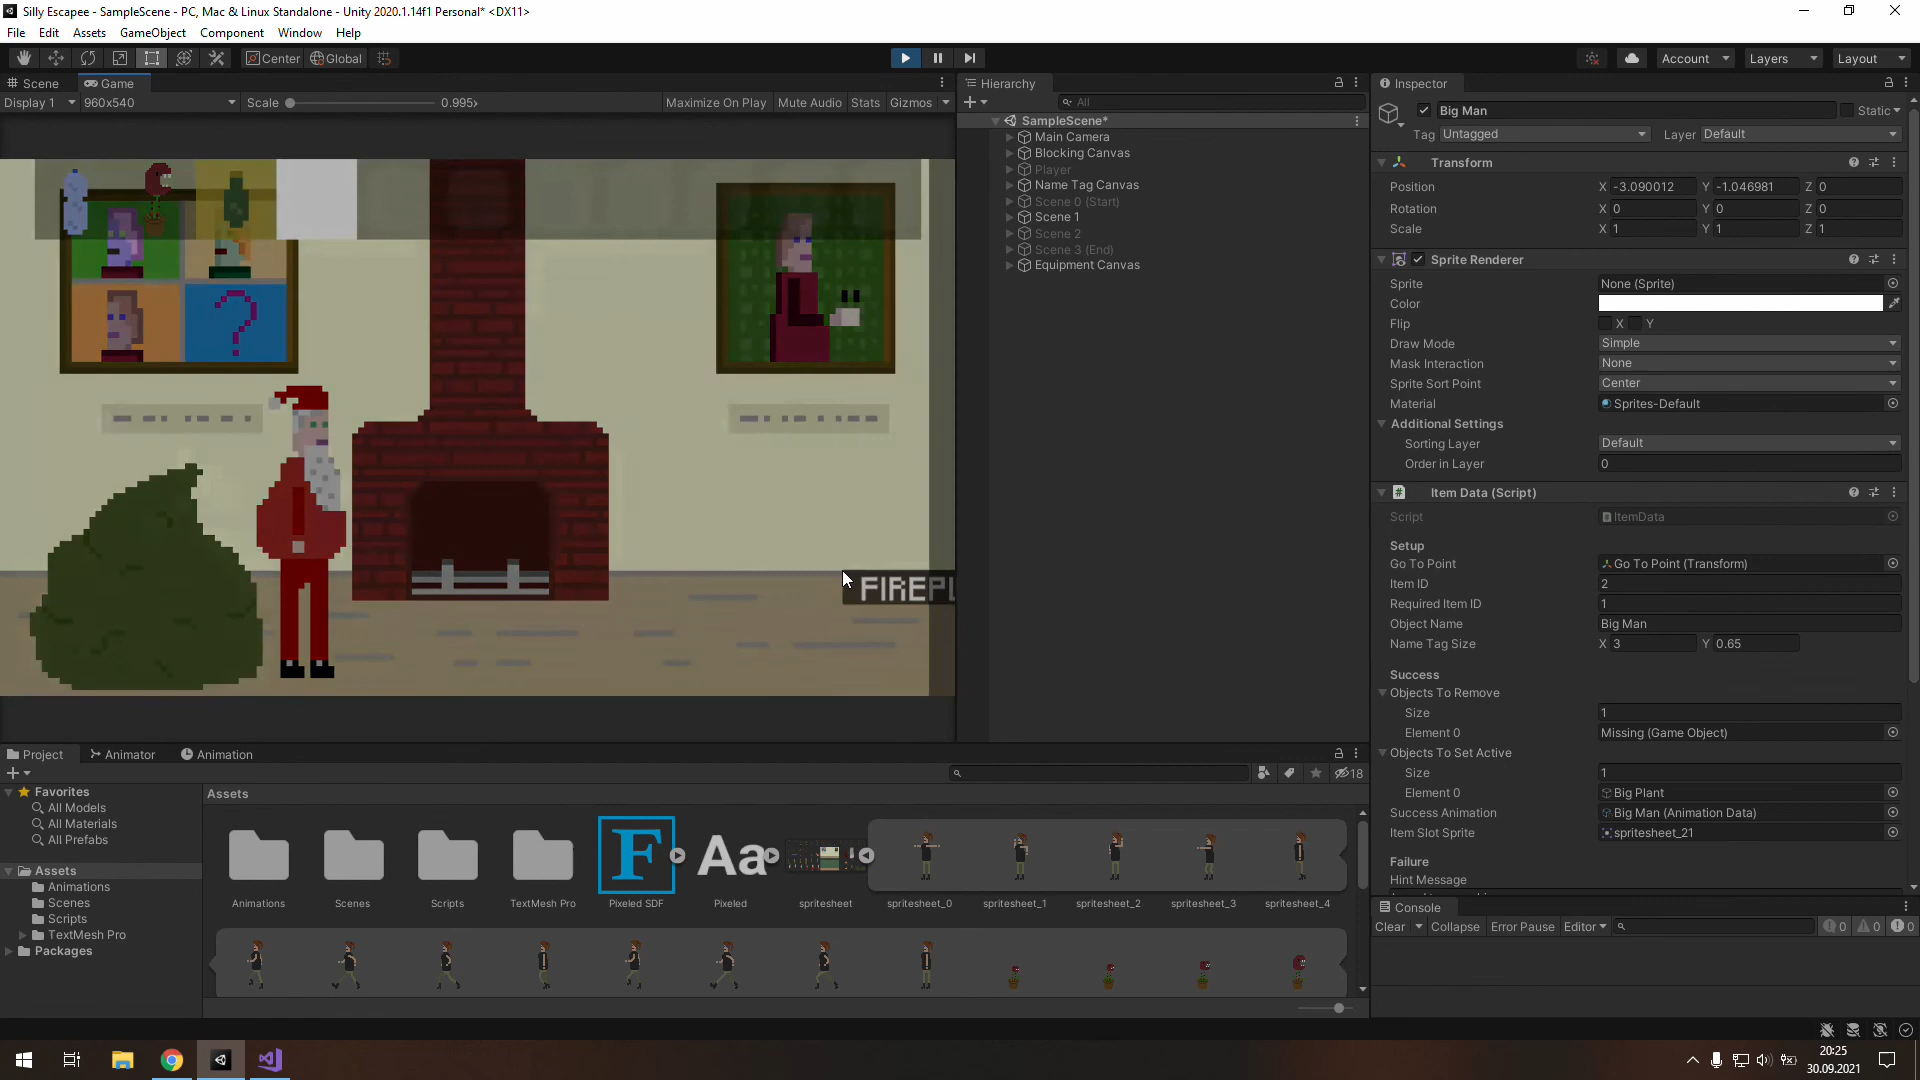 Silly Escapee - SampleScene - PC, Mac & Linux Standalone - Unity 2020.1.14f1 Personal* <DX11>
File Edit Assets GameObject Component Window Help
Center Global Account Layers Layout
Scene Game
Display 1 960x540 Scale 0.995x Maximize On Play Mute Audio Stats Gizmos
FIREPL
Hierarchy
All
SampleScene*
Main Camera
Blocking Canvas
Player
Name Tag Canvas
Scene 0 (Start)
Scene 1
Scene 2
Scene 3 (End)
Equipment Canvas
Inspector
Big Man Static
Tag Untagged Layer Default
Transform
Position X -3.090012 Y -1.046981 Z 0
Rotation X 0 Y 0 Z 0
Scale X 1 Y 1 Z 1
Sprite Renderer
Sprite None (Sprite)
Color
Flip X Y
Draw Mode Simple
Mask Interaction None
Sprite Sort Point Center
Material Sprites-Default
Additional Settings
Sorting Layer Default
Order in Layer 0
Item Data (Script)
Script ItemData
Setup
Go To Point Go To Point (Transform)
Item ID 2
Required Item ID 1
Object Name Big Man
Name Tag Size X 3 Y 0.65
Success
Objects To Remove
Size 1
Element 0 Missing (Game Object)
Objects To Set Active
Size 1
Element 0 Big Plant
Success Animation Big Man (Animation Data)
Item Slot Sprite spritesheet_21
Failure
Hint Message
Project Animator Animation
18
Favorites
All Models
All Materials
All Prefabs
Assets
Animations
Scenes
Scripts
TextMesh Pro
Packages
Assets
F Aa
Animations Scenes Scripts TextMesh Pro Pixeled SDF Pixeled spritesheet spritesheet_0 spritesheet_1 spritesheet_2 spritesheet_3 spritesheet_4
Console
Clear Collapse Error Pause Editor 0 0 0
20:25
30.09.2021